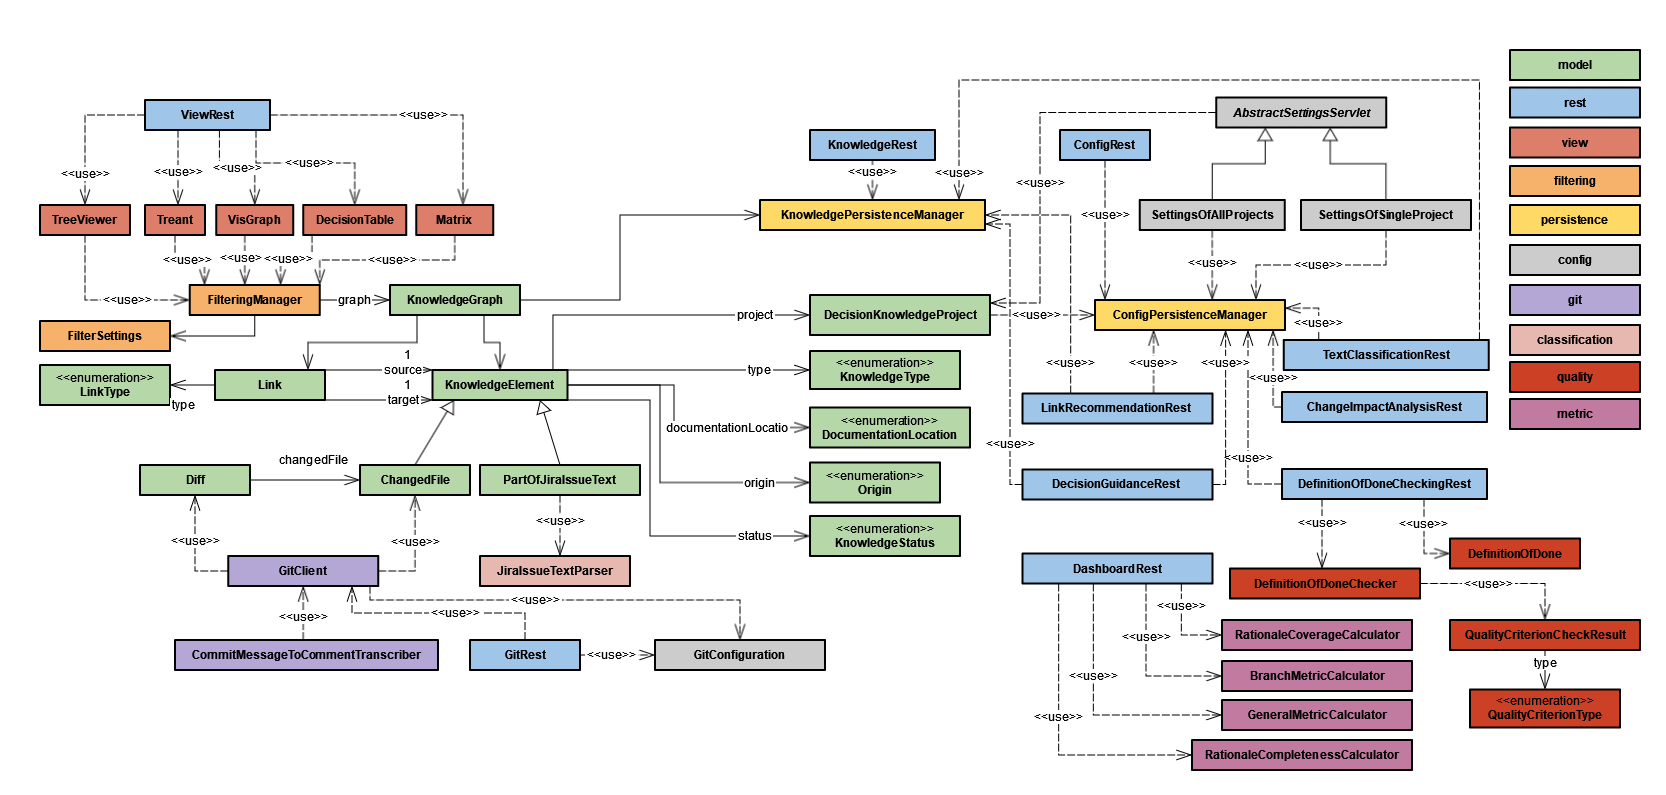 model
ViewRest
rest
AbstractSettingsServlet
<<use>>
view
KnowledgeRest
ConfigRest
<<use>>
<<use>>
<<use>>
<<use>>
<<use>>
<<use>>
<<use>>
<<use>>
filtering
TreeViewer
Treant
VisGraph
DecisionTable
Matrix
KnowledgePersistenceManager
<<use>>
SettingsOfAllProjects
SettingsOfSingleProject
persistence
<<use>>
<<use>>
<<use>>
<<use>>
<<use>>
<<use>>
config
<<use>>
FilteringManager
graph
KnowledgeGraph
git
project
DecisionKnowledgeProject
<<use>>
ConfigPersistenceManager
<<use>>
FilterSettings
classification
1
source
TextClassificationRest
<<enumeration>>
LinkType
type
Link
1
target
KnowledgeElement
type
<<enumeration>>
KnowledgeType
<<use>>
<<use>>
<<use>>
quality
LinkRecommendationRest
ChangeImpactAnalysisRest
metric
documentationLocatio
<<enumeration>>
DocumentationLocation
<<use>>
<<use>>
changedFile
Diff
ChangedFile
PartOfJiraIssueText
origin
<<enumeration>>
Origin
DecisionGuidanceRest
DefinitionOfDoneCheckingRest
<<use>>
<<use>>
<<use>>
<<use>>
<<use>>
status
<<enumeration>>
KnowledgeStatus
GitClient
JiraIssueTextParser
DashboardRest
DefinitionOfDone
DefinitionOfDoneChecker
<<use>>
<<use>>
<<use>>
<<use>>
<<use>>
<<use>>
RationaleCoverageCalculator
QualityCriterionCheckResult
CommitMessageToCommentTranscriber
GitRest
<<use>>
GitConfiguration
type
<<use>>
BranchMetricCalculator
<<use>>
GeneralMetricCalculator
<<enumeration>>
QualityCriterionType
<<use>>
RationaleCompletenessCalculator